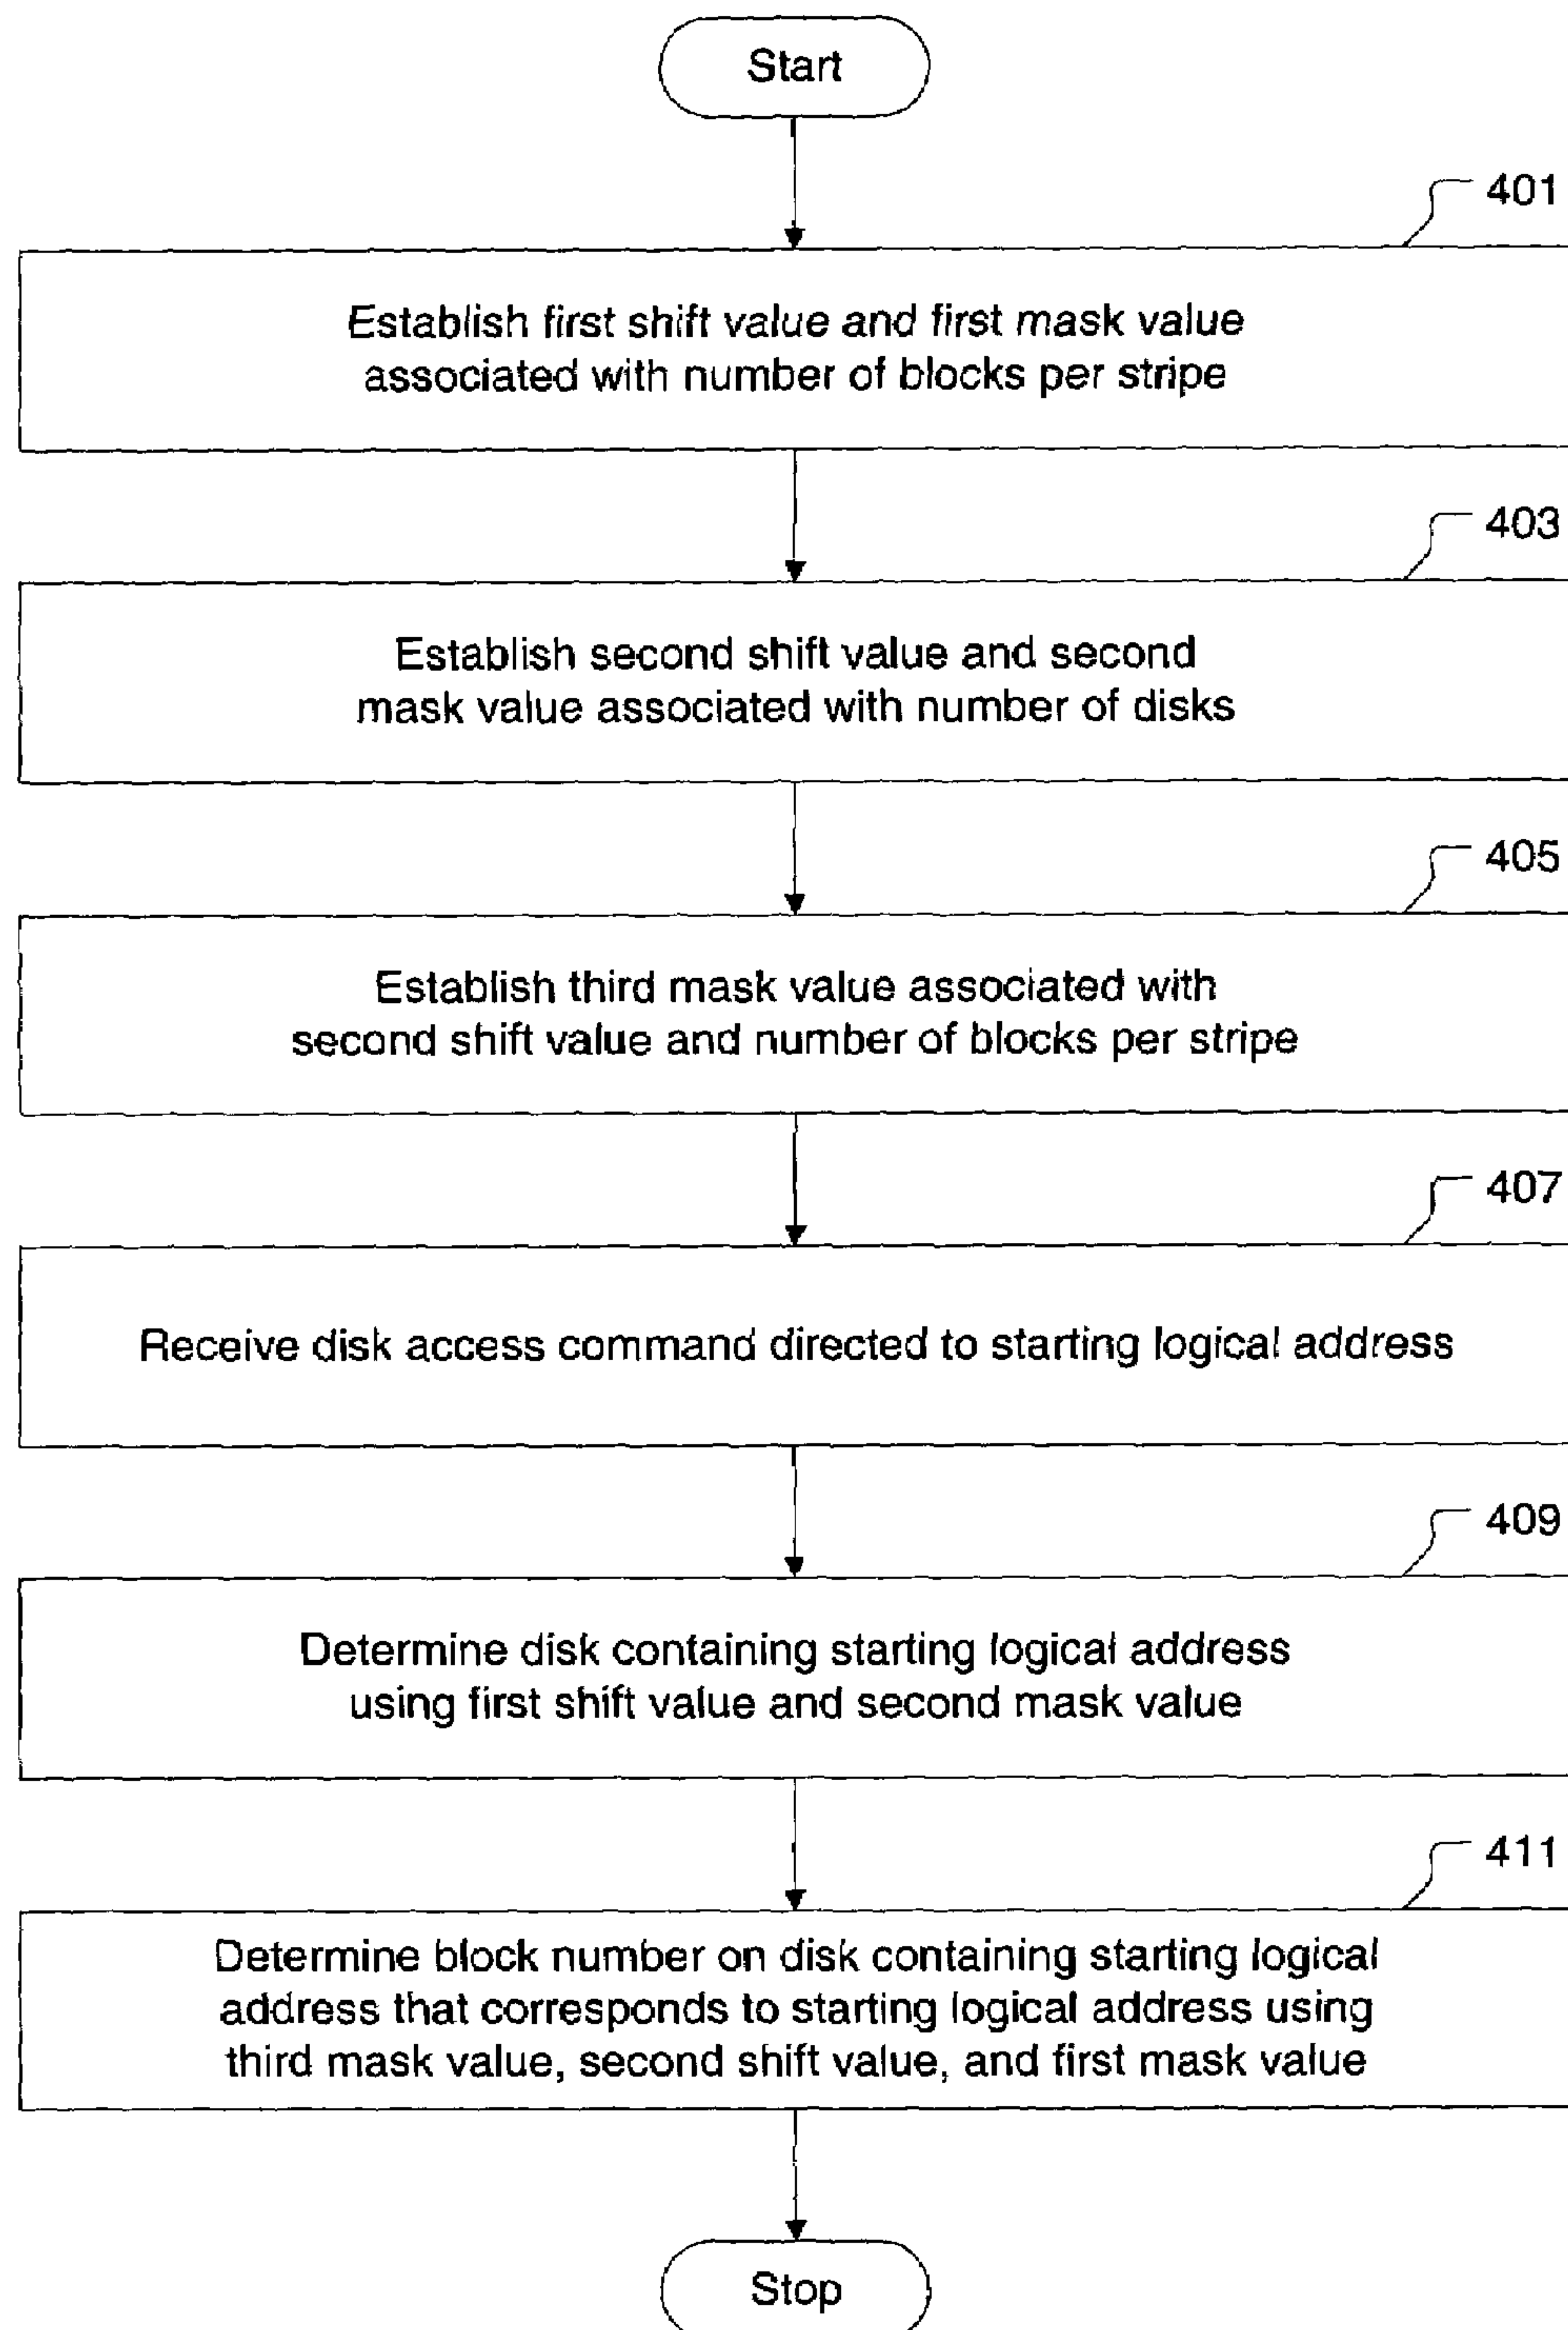 Start
401
Establish first shift value and first mask value
associated with number of blocks per stripe
403
Establish second shift value and second
mask value associated with number of disks
405
Establish third mask value associated with
second shift value and number of blocks per stripe
407
Receive disk access command directed to starting logical address
409
Determine disk containing starting logical address
using first shift value and second mask value
411
Determine block number on disk containing starting logical
address that corresponds to starting logical address using
third mask value, second shift value, and first mask value
Stop